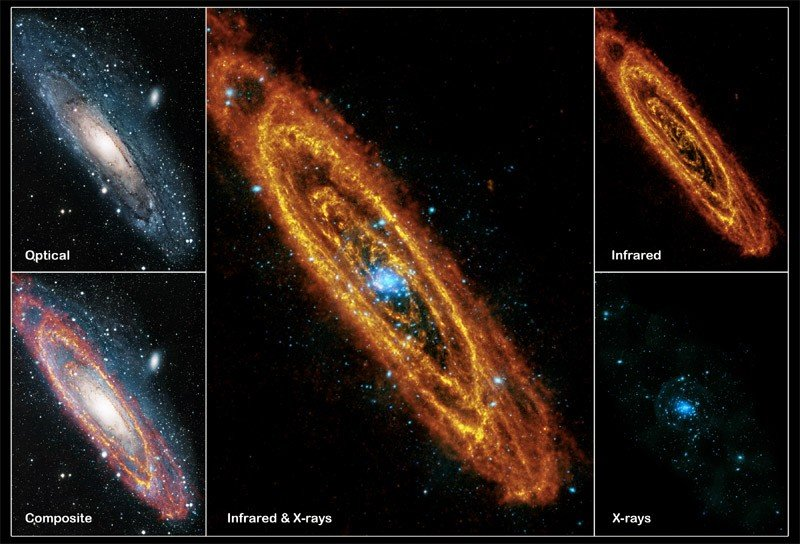 Optical
Infrared
Composite
Infrared & X-rays
X-rays